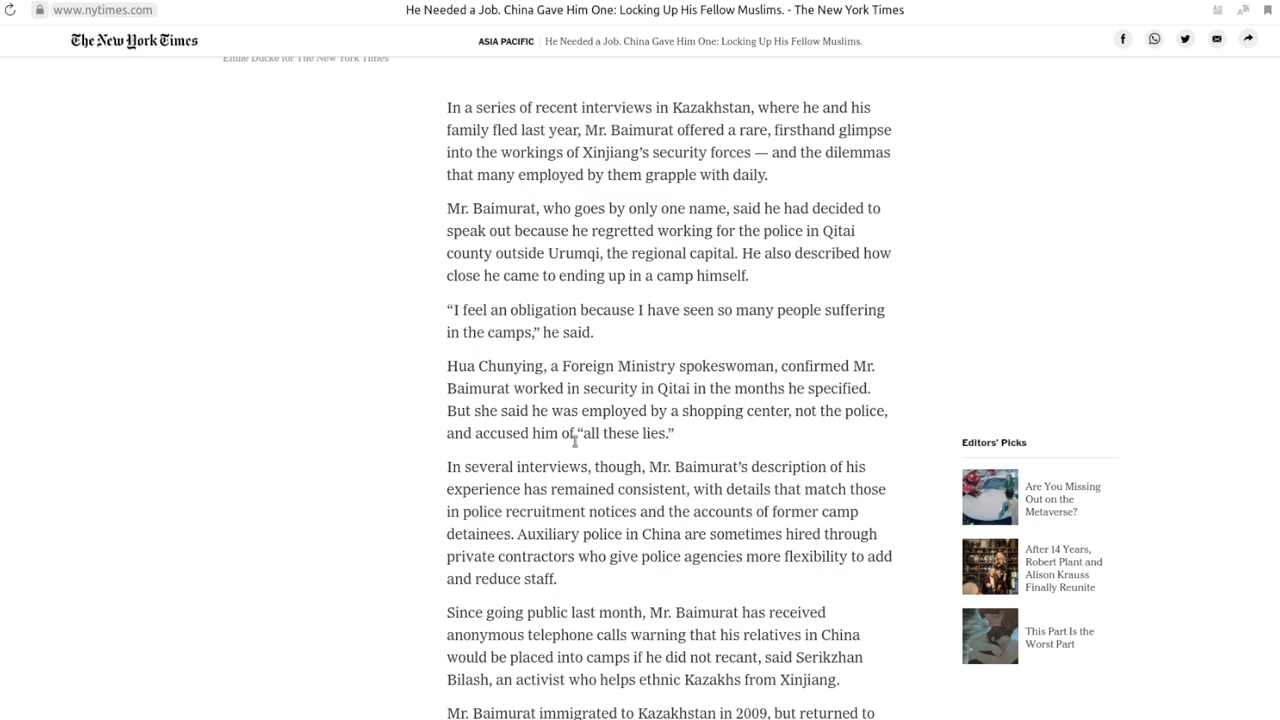 www.nytimes.com
He Needed a Job. China Gave Him One: Locking Up His Fellow Muslims. - The New York Times
The New York Times
ASIA PACIFIC | He Needed a Job. China Gave Him One: Locking Up His Fellow Muslims.
Emile Ducke for The New York Times
In a series of recent interviews in Kazakhstan, where he and his
family fled last year, Mr. Baimurat offered a rare, firsthand glimpse
into the workings of Xinjiang’s security forces — and the dilemmas
that many employed by them grapple with daily.
Mr. Baimurat, who goes by only one name, said he had decided to
speak out because he regretted working for the police in Qitai
county outside Urumqi, the regional capital. He also described how
close he came to ending up in a camp himself.
“I feel an obligation because I have seen so many people suffering
in the camps,” he said.
Hua Chunying, a Foreign Ministry spokeswoman, confirmed Mr.
Baimurat worked in security in Qitai in the months he specified.
But she said he was employed by a shopping center, not the police,
and accused him of “all these lies.”
In several interviews, though, Mr. Baimurat’s description of his
experience has remained consistent, with details that match those
in police recruitment notices and the accounts of former camp
detainees. Auxiliary police in China are sometimes hired through
private contractors who give police agencies more flexibility to add
and reduce staff.
Since going public last month, Mr. Baimurat has received
anonymous telephone calls warning that his relatives in China
would be placed into camps if he did not recant, said Serikzhan
Bilash, an activist who helps ethnic Kazakhs from Xinjiang.
Mr. Baimurat immigrated to Kazakhstan in 2009, but returned to
Editors’ Picks
Are You Missing
Out on the
Metaverse?
After 14 Years,
Robert Plant and
Alison Krauss
Finally Reunite
This Part Is the
Worst Part